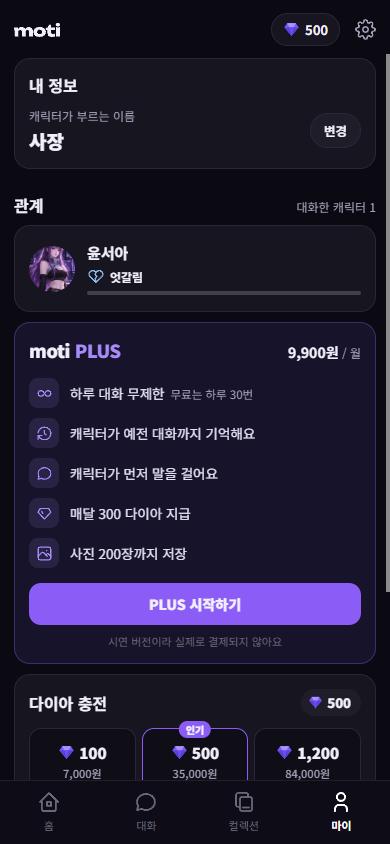 moti
500
내 정보
캐릭터가 부르는 이름
사장
변경
관계
대화한 캐릭터 1
윤서아
엇갈림
moti PLUS
9,900원 / 월
하루 대화 무제한 무료는 하루 30번
캐릭터가 예전 대화까지 기억해요
캐릭터가 먼저 말을 걸어요
매달 300 다이아 지급
사진 200장까지 저장
PLUS 시작하기
시연 버전이라 실제로 결제되지 않아요
다이아 충전
500
인기
100
500
1,200
7,000원
35,000원
84,000원
홈
대화
컬렉션
마이